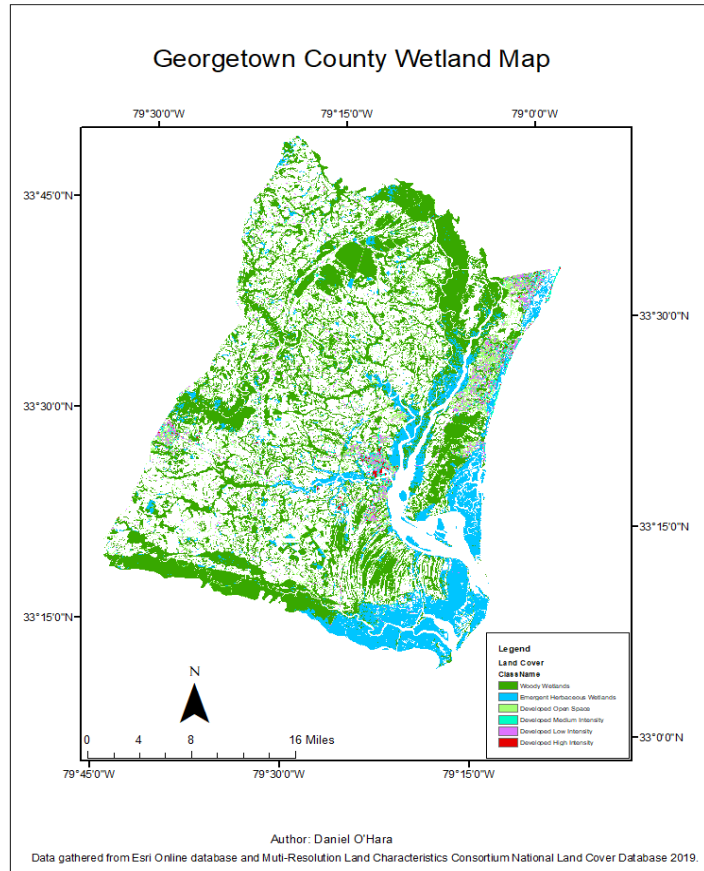 Georgetown County Wetland Map
79°30'0"W 79°15'0"W 79°0'0"W
33°45'0"N
33°30'0"N
33°30'0"N
33°15'0"N
33°15'0"N
33°0'0"N
Legend
Land Cover
ClassName
Woody Wetlands
Emergent Herbaceous Wetlands
Developed Open Space
Developed Medium Intensity
Developed Low Intensity
Developed High Intensity
N
0 4 8 16 Miles
79°45'0"W 79°30'0"W 79°15'0"W
Author: Daniel O'Hara
Data gathered from Esri Online database and Muti-Resolution Land Characteristics Consortium National Land Cover Database 2019.